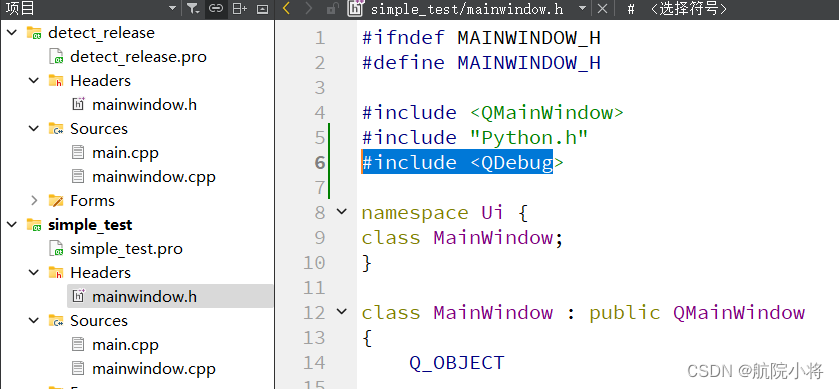 项目
simple_test/mainwindow.h
# <选择符号>
detect_release
detect_release.pro
Headers
mainwindow.h
Sources
main.cpp
mainwindow.cpp
Forms
simple_test
simple_test.pro
Headers
mainwindow.h
Sources
main.cpp
mainwindow.cpp
1 #ifndef MAINWINDOW_H
2 #define MAINWINDOW_H
3
4 #include <QMainWindow>
5 #include "Python.h"
6 #include <QDebug>
7
8 namespace Ui {
9 class MainWindow;
10 }
11
12 class MainWindow : public QMainWindow
13 {
14 Q_OBJECT
15
CSDN @航院小将